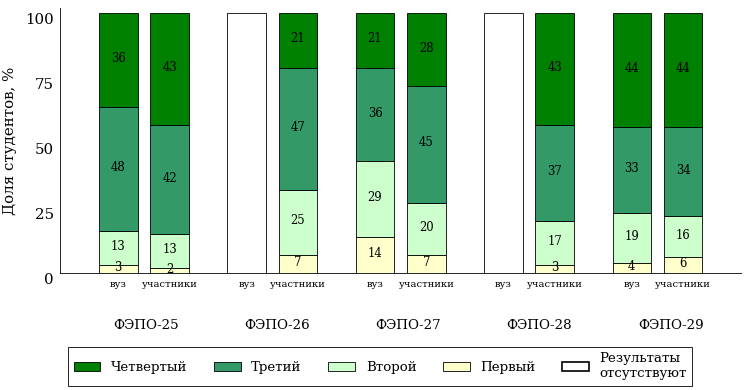 Доля студентов, %
100
75
50
25
0
36 43 21 21 28 43 44 44
48 42 47 36 45 37 33 34
13 13 25 29 20 17 19 16
3 2 7 14 7 3 4 6
вуз участники вуз участники вуз участники вуз участники вуз участники
ФЭПО-25 ФЭПО-26 ФЭПО-27 ФЭПО-28 ФЭПО-29
Четвертый Третий Второй Первый Результаты
отсутствуют